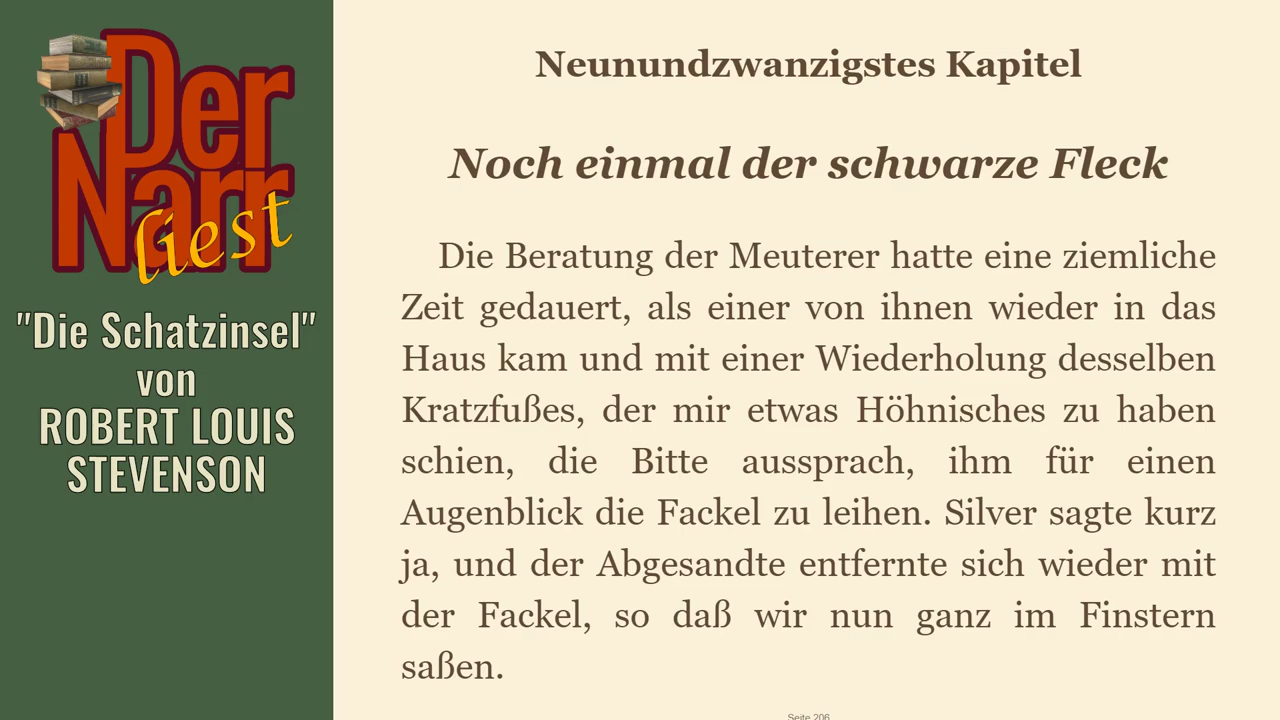 Der
Narr
liest
"Die Schatzinsel"
von
ROBERT LOUIS
STEVENSON
Neunundzwanzigstes Kapitel
Noch einmal der schwarze Fleck
Die Beratung der Meuterer hatte eine ziemliche
Zeit gedauert, als einer von ihnen wieder in das
Haus kam und mit einer Wiederholung desselben
Kratzfußes, der mir etwas Höhnisches zu haben
schien, die Bitte aussprach, ihm für einen
Augenblick die Fackel zu leihen. Silver sagte kurz
ja, und der Abgesandte entfernte sich wieder mit
der Fackel, so daß wir nun ganz im Finstern
saßen.
Seite 206